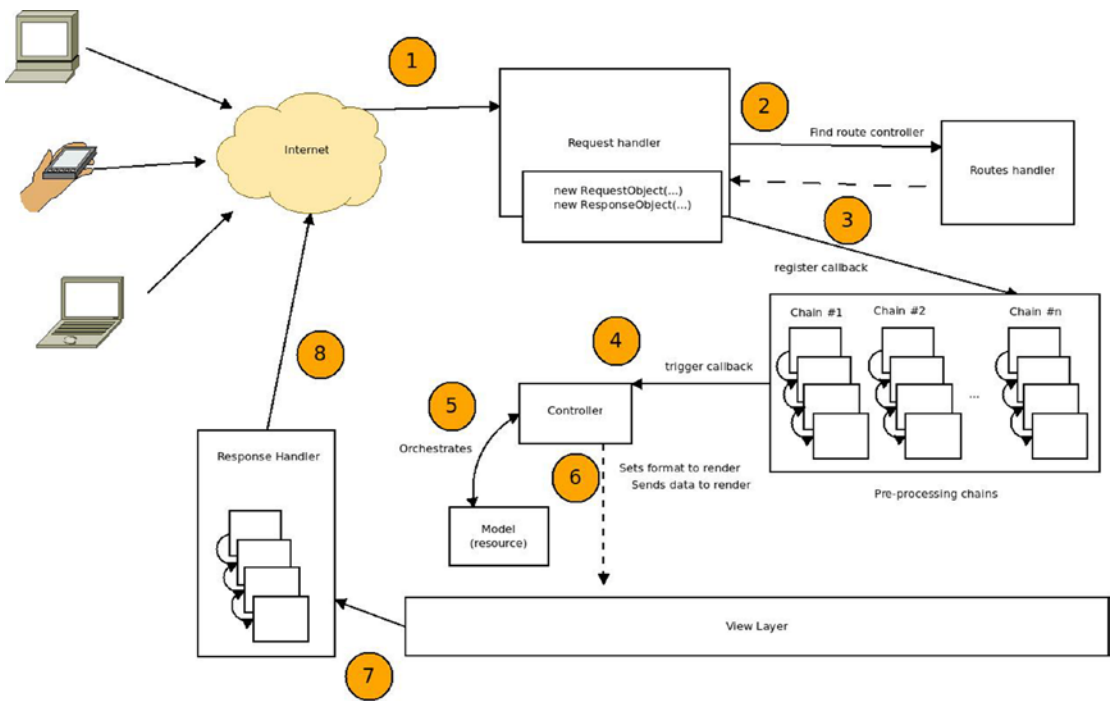 1
2
Find route controller
Internet
Request handler
Routes handler
new RequestObject(...)
new ResponseObject(...)
3
register callback
Chain #1
Chain #2
Chain #n
...
8
4
trigger callback
5
Controller
Orchestrates
Response Handler
6
Sets format to render
Sends data to render
Pre-processing chains
Model
(resource)
View Layer
7